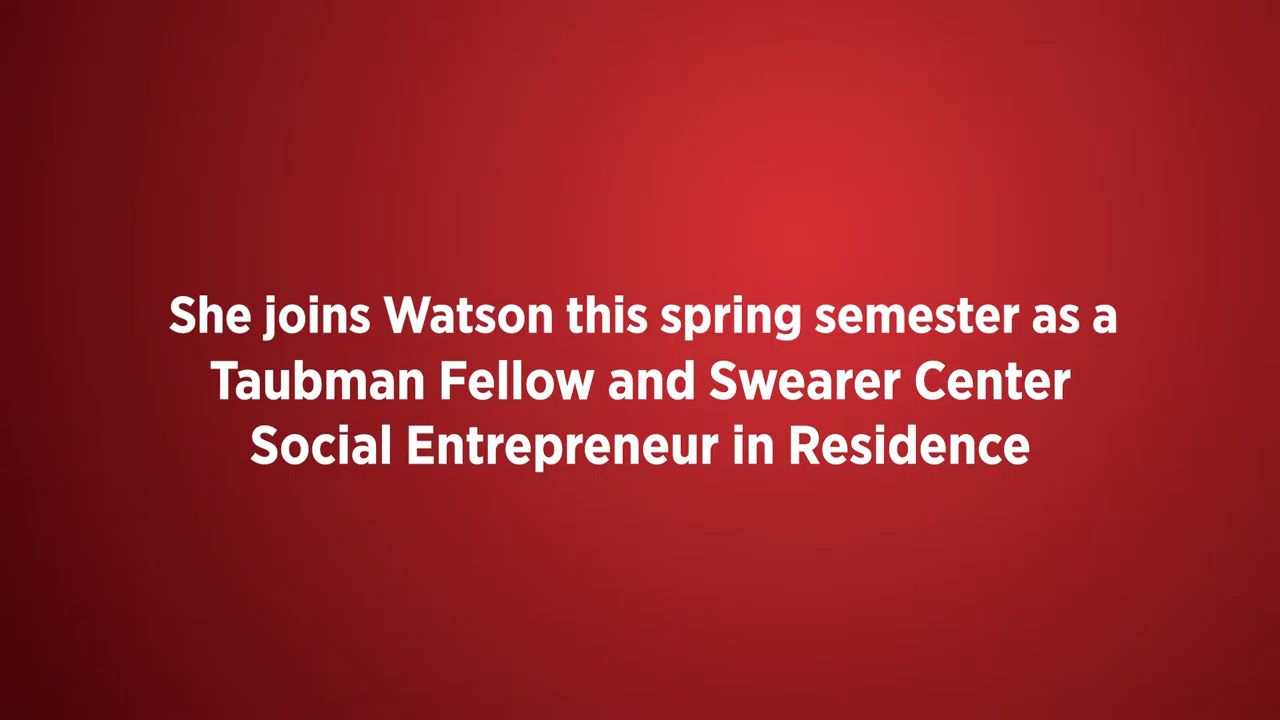 She joins Watson this spring semester as a
Taubman Fellow and Swearer Center
Social Entrepreneur in Residence